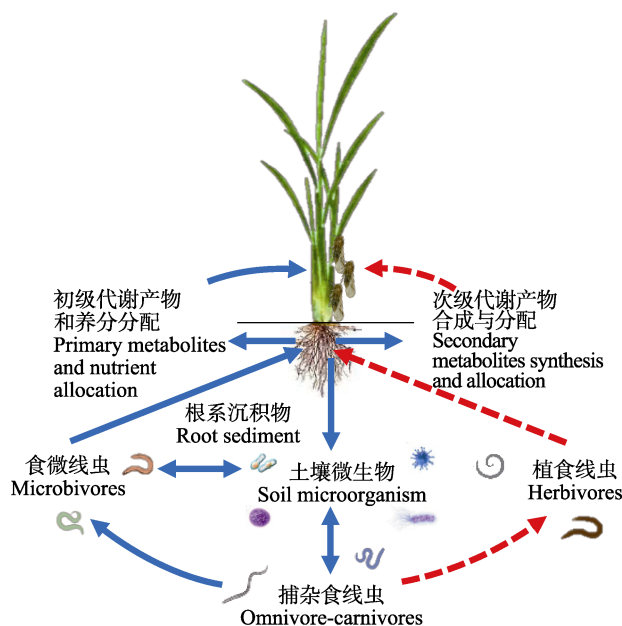 初级代谢产物
和养分分配
Primary metabolites
and nutrient
allocation
次级代谢产物
合成与分配
Secondary
metabolites synthesis
and allocation
根系沉积物
Root sediment
食微线虫
Microbivores
土壤微生物
Soil microorganism
植食线虫
Herbivores
捕杂食线虫
Omnivore-carnivores